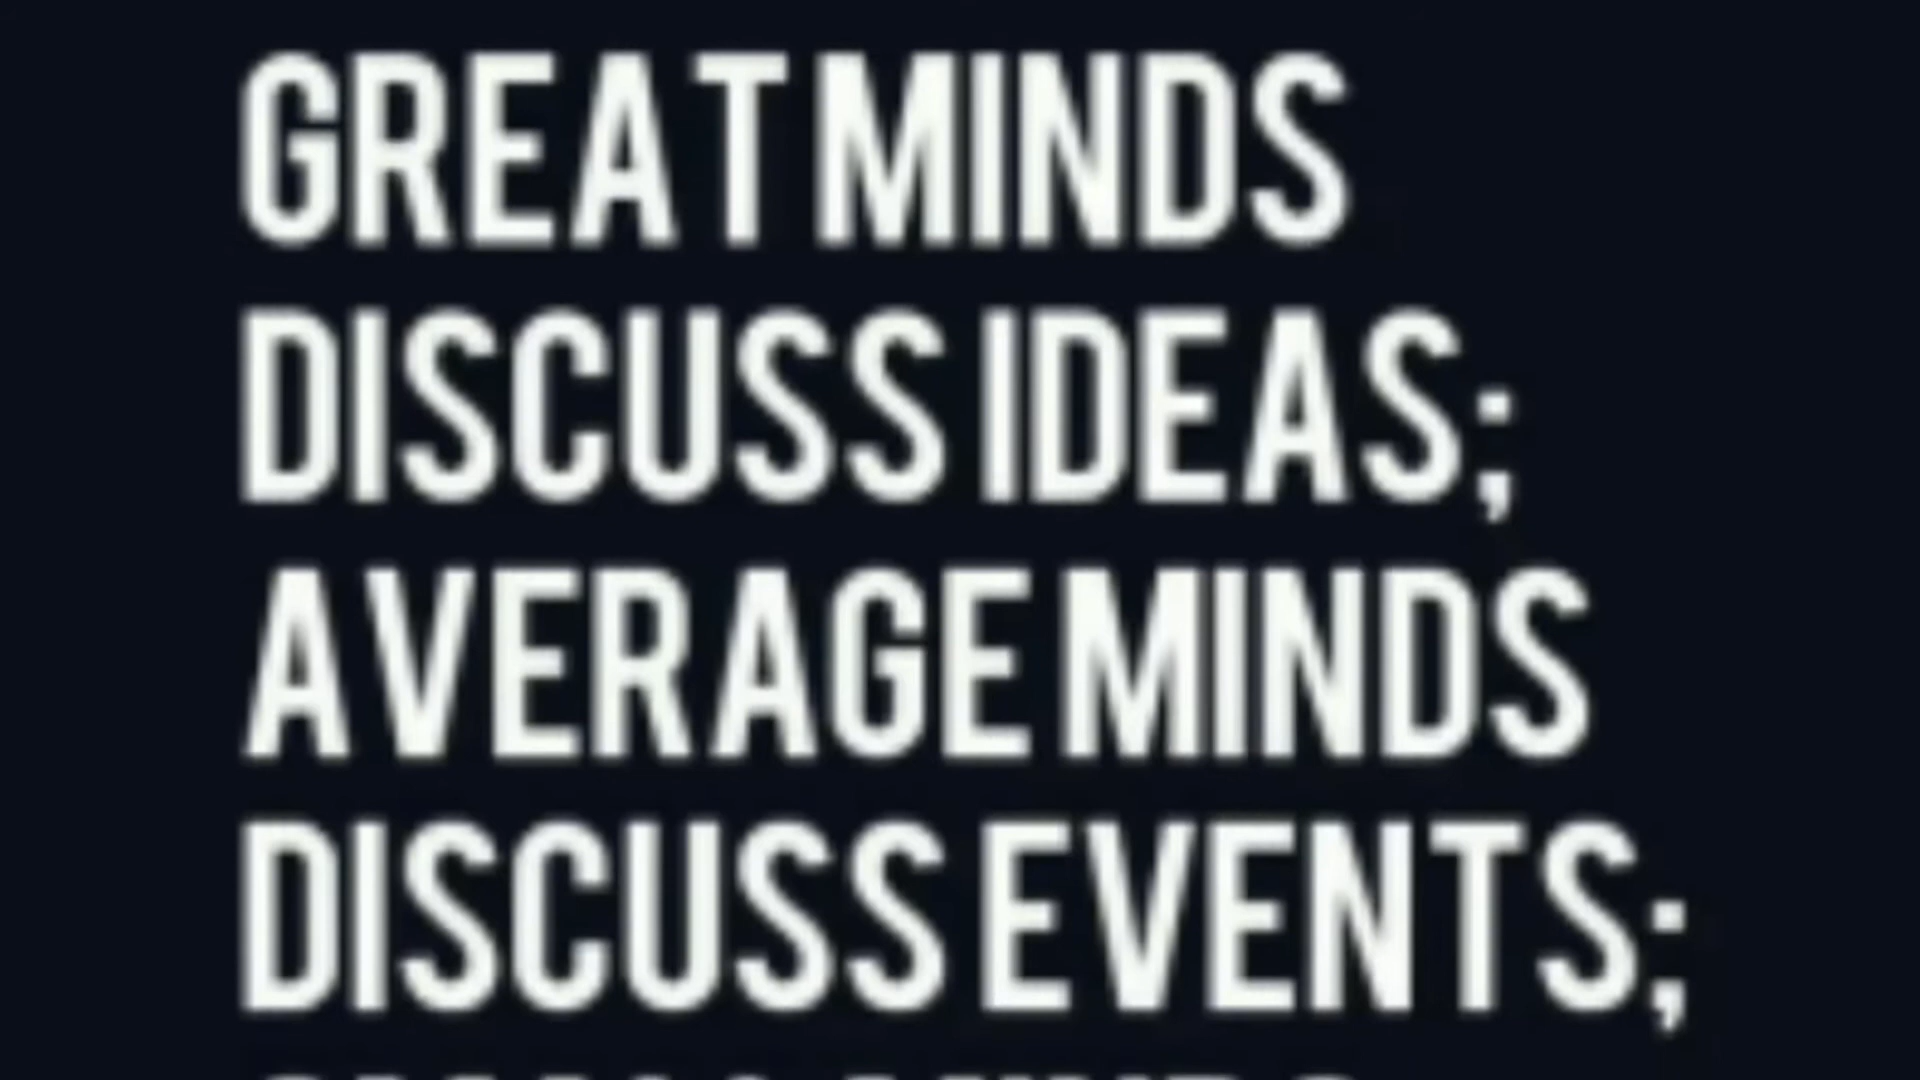 GREAT MINDS
DISCUSS IDEAS;
AVERAGE MINDS
DISCUSS EVENTS;